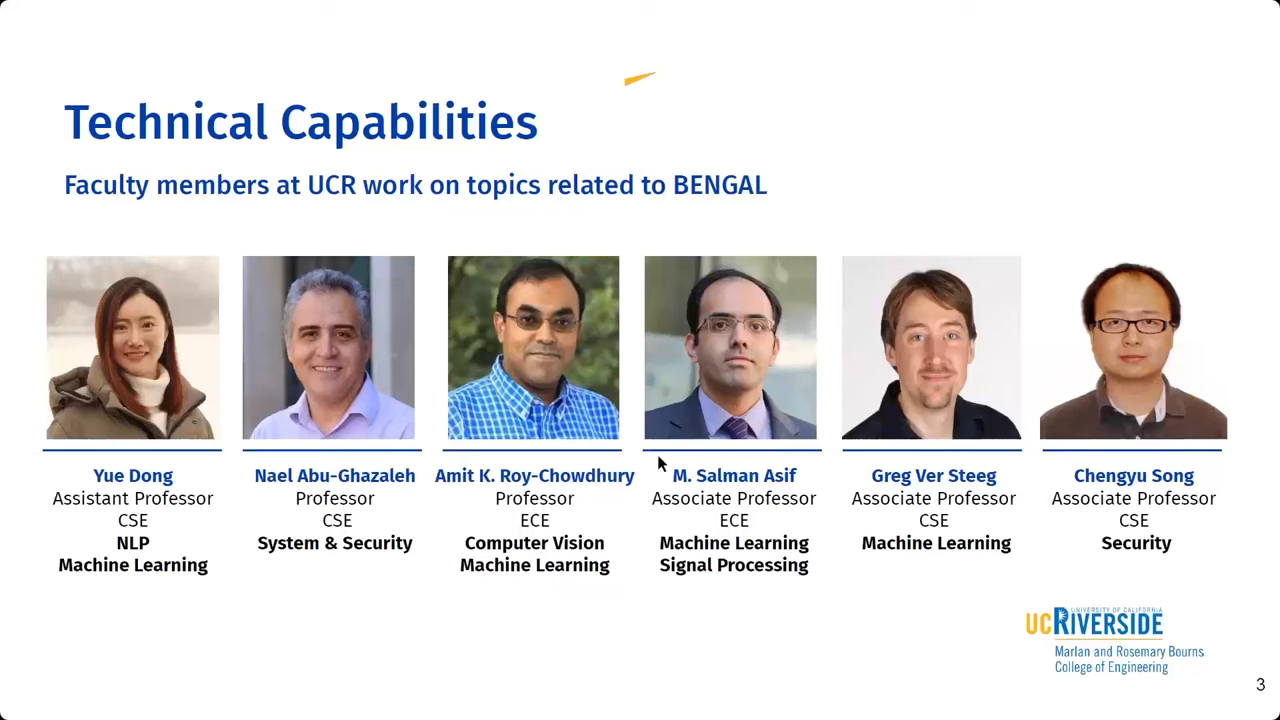 Technical Capabilities
Faculty members at UCR work on topics related to BENGAL
Yue Dong
Assistant Professor
CSE
NLP
Machine Learning
Nael Abu-Ghazaleh
Professor
CSE
System & Security
Amit K. Roy-Chowdhury
Professor
ECE
Computer Vision
Machine Learning
M. Salman Asif
Associate Professor
ECE
Machine Learning
Signal Processing
Greg Ver Steeg
Associate Professor
CSE
Machine Learning
Chengyu Song
Associate Professor
CSE
Security
UNIVERSITY OF CALIFORNIA
UCRIVERSIDE
Marlan and Rosemary Bourns
College of Engineering
3